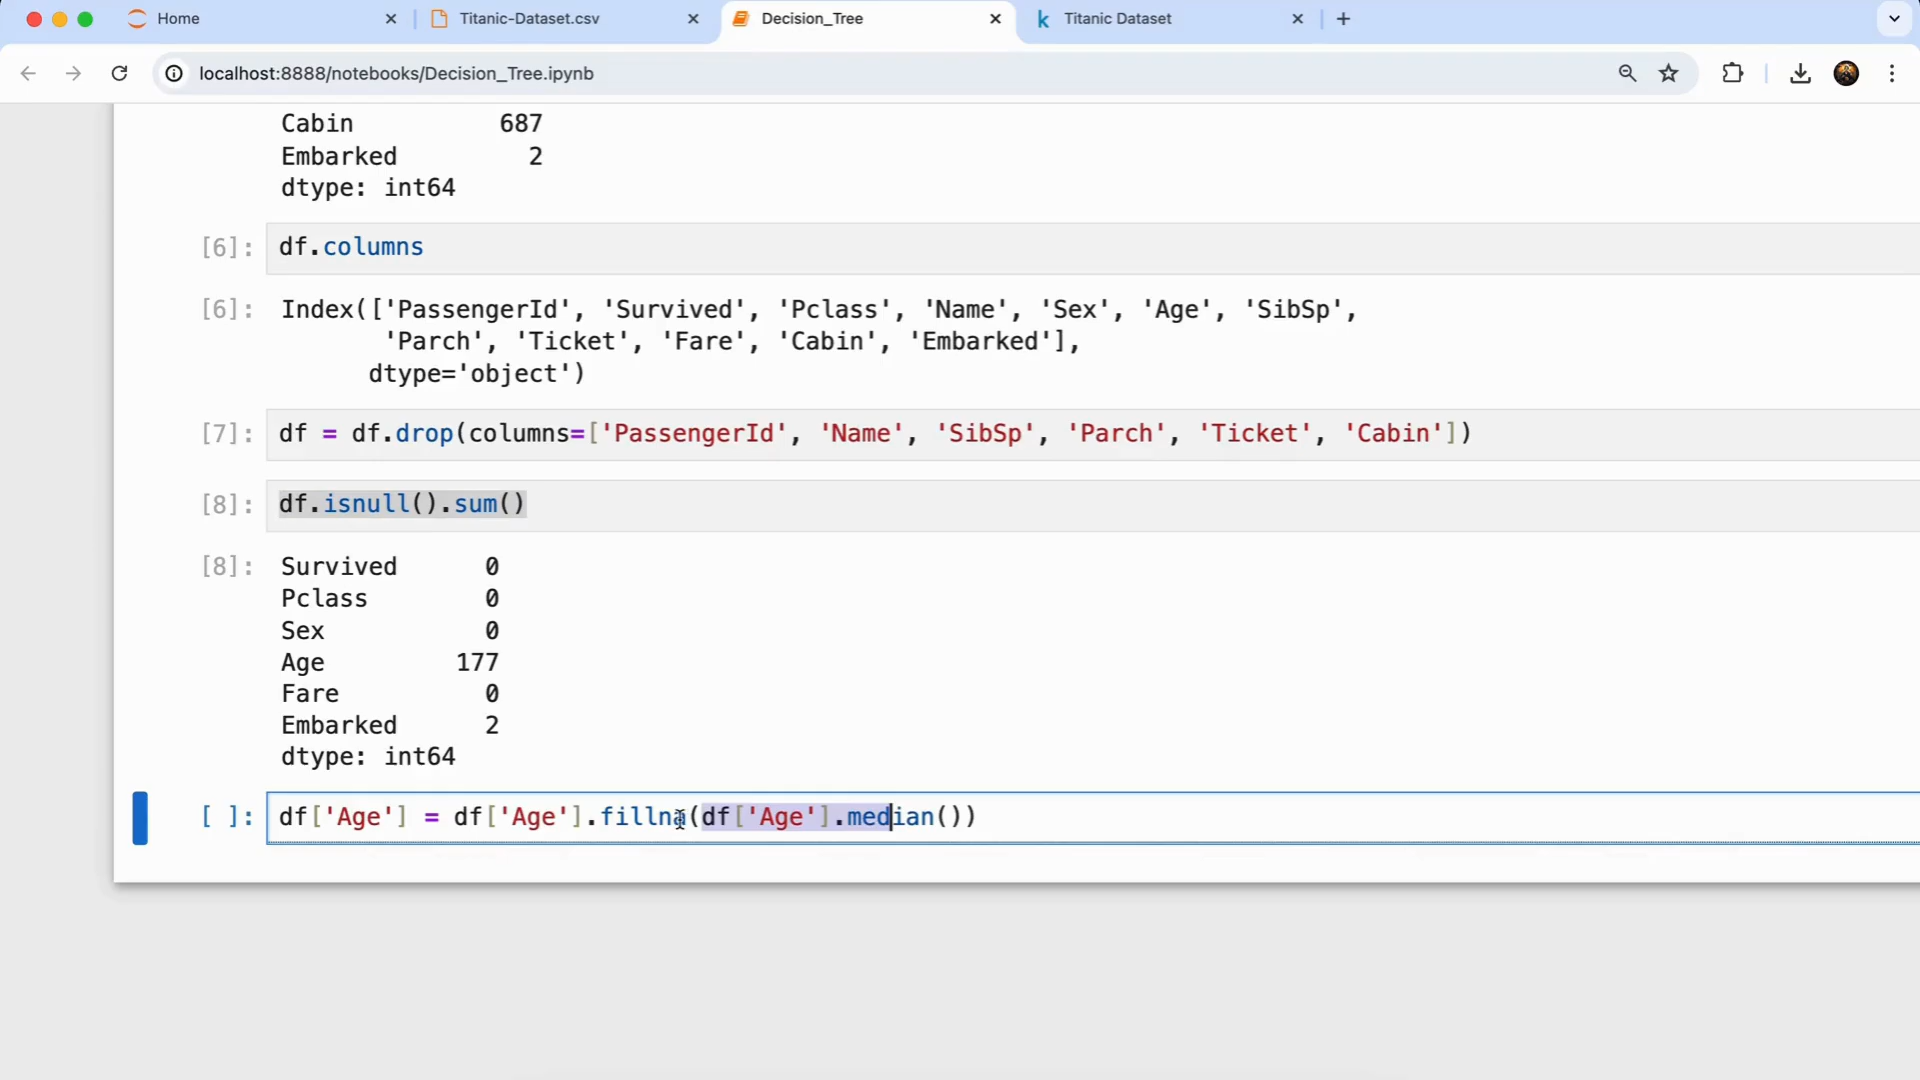 Home
Titanic-Dataset.csv
Decision_Tree
Titanic Dataset
localhost:8888/notebooks/Decision_Tree.ipynb
Cabin 687
Embarked 2
dtype: int64
[6]: df.columns
[6]: Index(['PassengerId', 'Survived', 'Pclass', 'Name', 'Sex', 'Age', 'SibSp',
'Parch', 'Ticket', 'Fare', 'Cabin', 'Embarked'],
dtype='object')
[7]: df = df.drop(columns=['PassengerId', 'Name', 'SibSp', 'Parch', 'Ticket', 'Cabin'])
[8]: df.isnull().sum()
[8]: Survived 0
Pclass 0
Sex 0
Age 177
Fare 0
Embarked 2
dtype: int64
[ ]: df['Age'] = df['Age'].fillna(df['Age'].median())